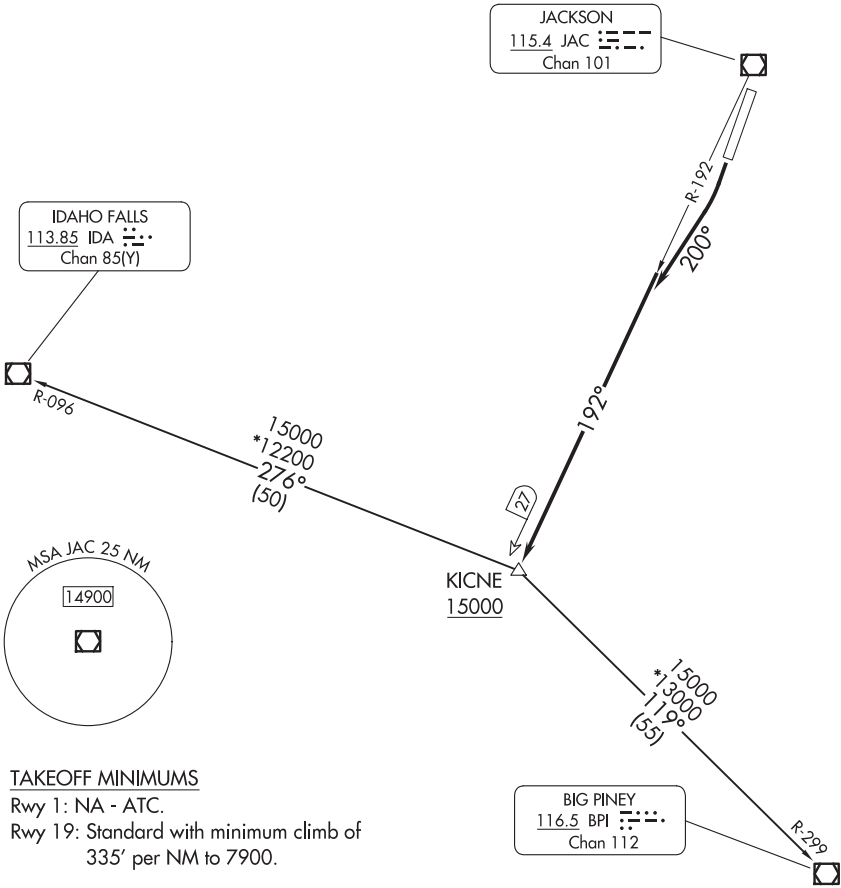 JACKSON
115.4 JAC
Chan 101
R-192
200°
IDAHO FALLS
113.85 IDA
Chan 85(Y)
R-096
15000
*12200
276°
(50)
192°
27
KICNE
15000
MSA JAC 25 NM
14900
15000
*13000
119°
(55)
TAKEOFF MINIMUMS
Rwy 1: NA - ATC.
Rwy 19: Standard with minimum climb of
335' per NM to 7900.
BIG PINEY
116.5 BPI
Chan 112
R-299